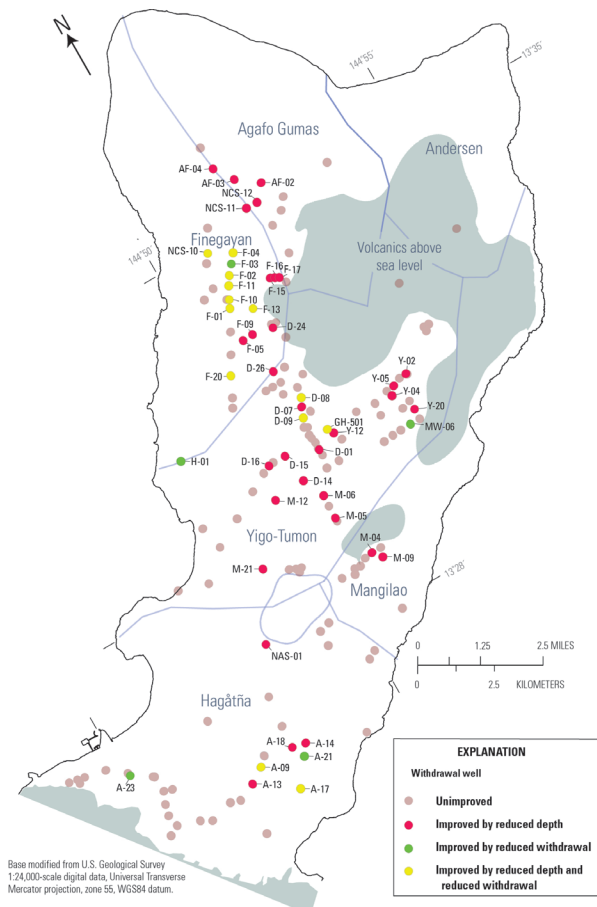 N
144°55'
13°35'
Agafo Gumas
Andersen
AF-04
AF-03
AF-02
NCS-12
NCS-11
Finegayan
NCS-10
F-04
F-03
Volcanics above
sea level
144°50'
F-16
F-17
F-02
F-11
F-15
F-10
F-01
F-13
F-09
D-24
F-05
D-26
Y-02
Y-05
F-20
Y-04
D-08
D-07
Y-20
D-09
GH-501
MW-06
Y-12
D-01
H-01
D-16
D-15
D-14
M-06
M-12
M-05
Yigo-Tumon
M-04
M-09
M-21
13°28'
Mangilao
0 1.25 2.5 MILES
NAS-01
0 2.5 KILOMETERS
Hagåtña
A-18
A-14
A-21
A-09
A-23
A-13
A-17
EXPLANATION
Withdrawal well
Unimproved
Improved by reduced depth
Improved by reduced withdrawal
Improved by reduced depth and
reduced withdrawal
Base modified from U.S. Geological Survey
1:24,000-scale digital data, Universal Transverse
Mercator projection, zone 55, WGS84 datum.